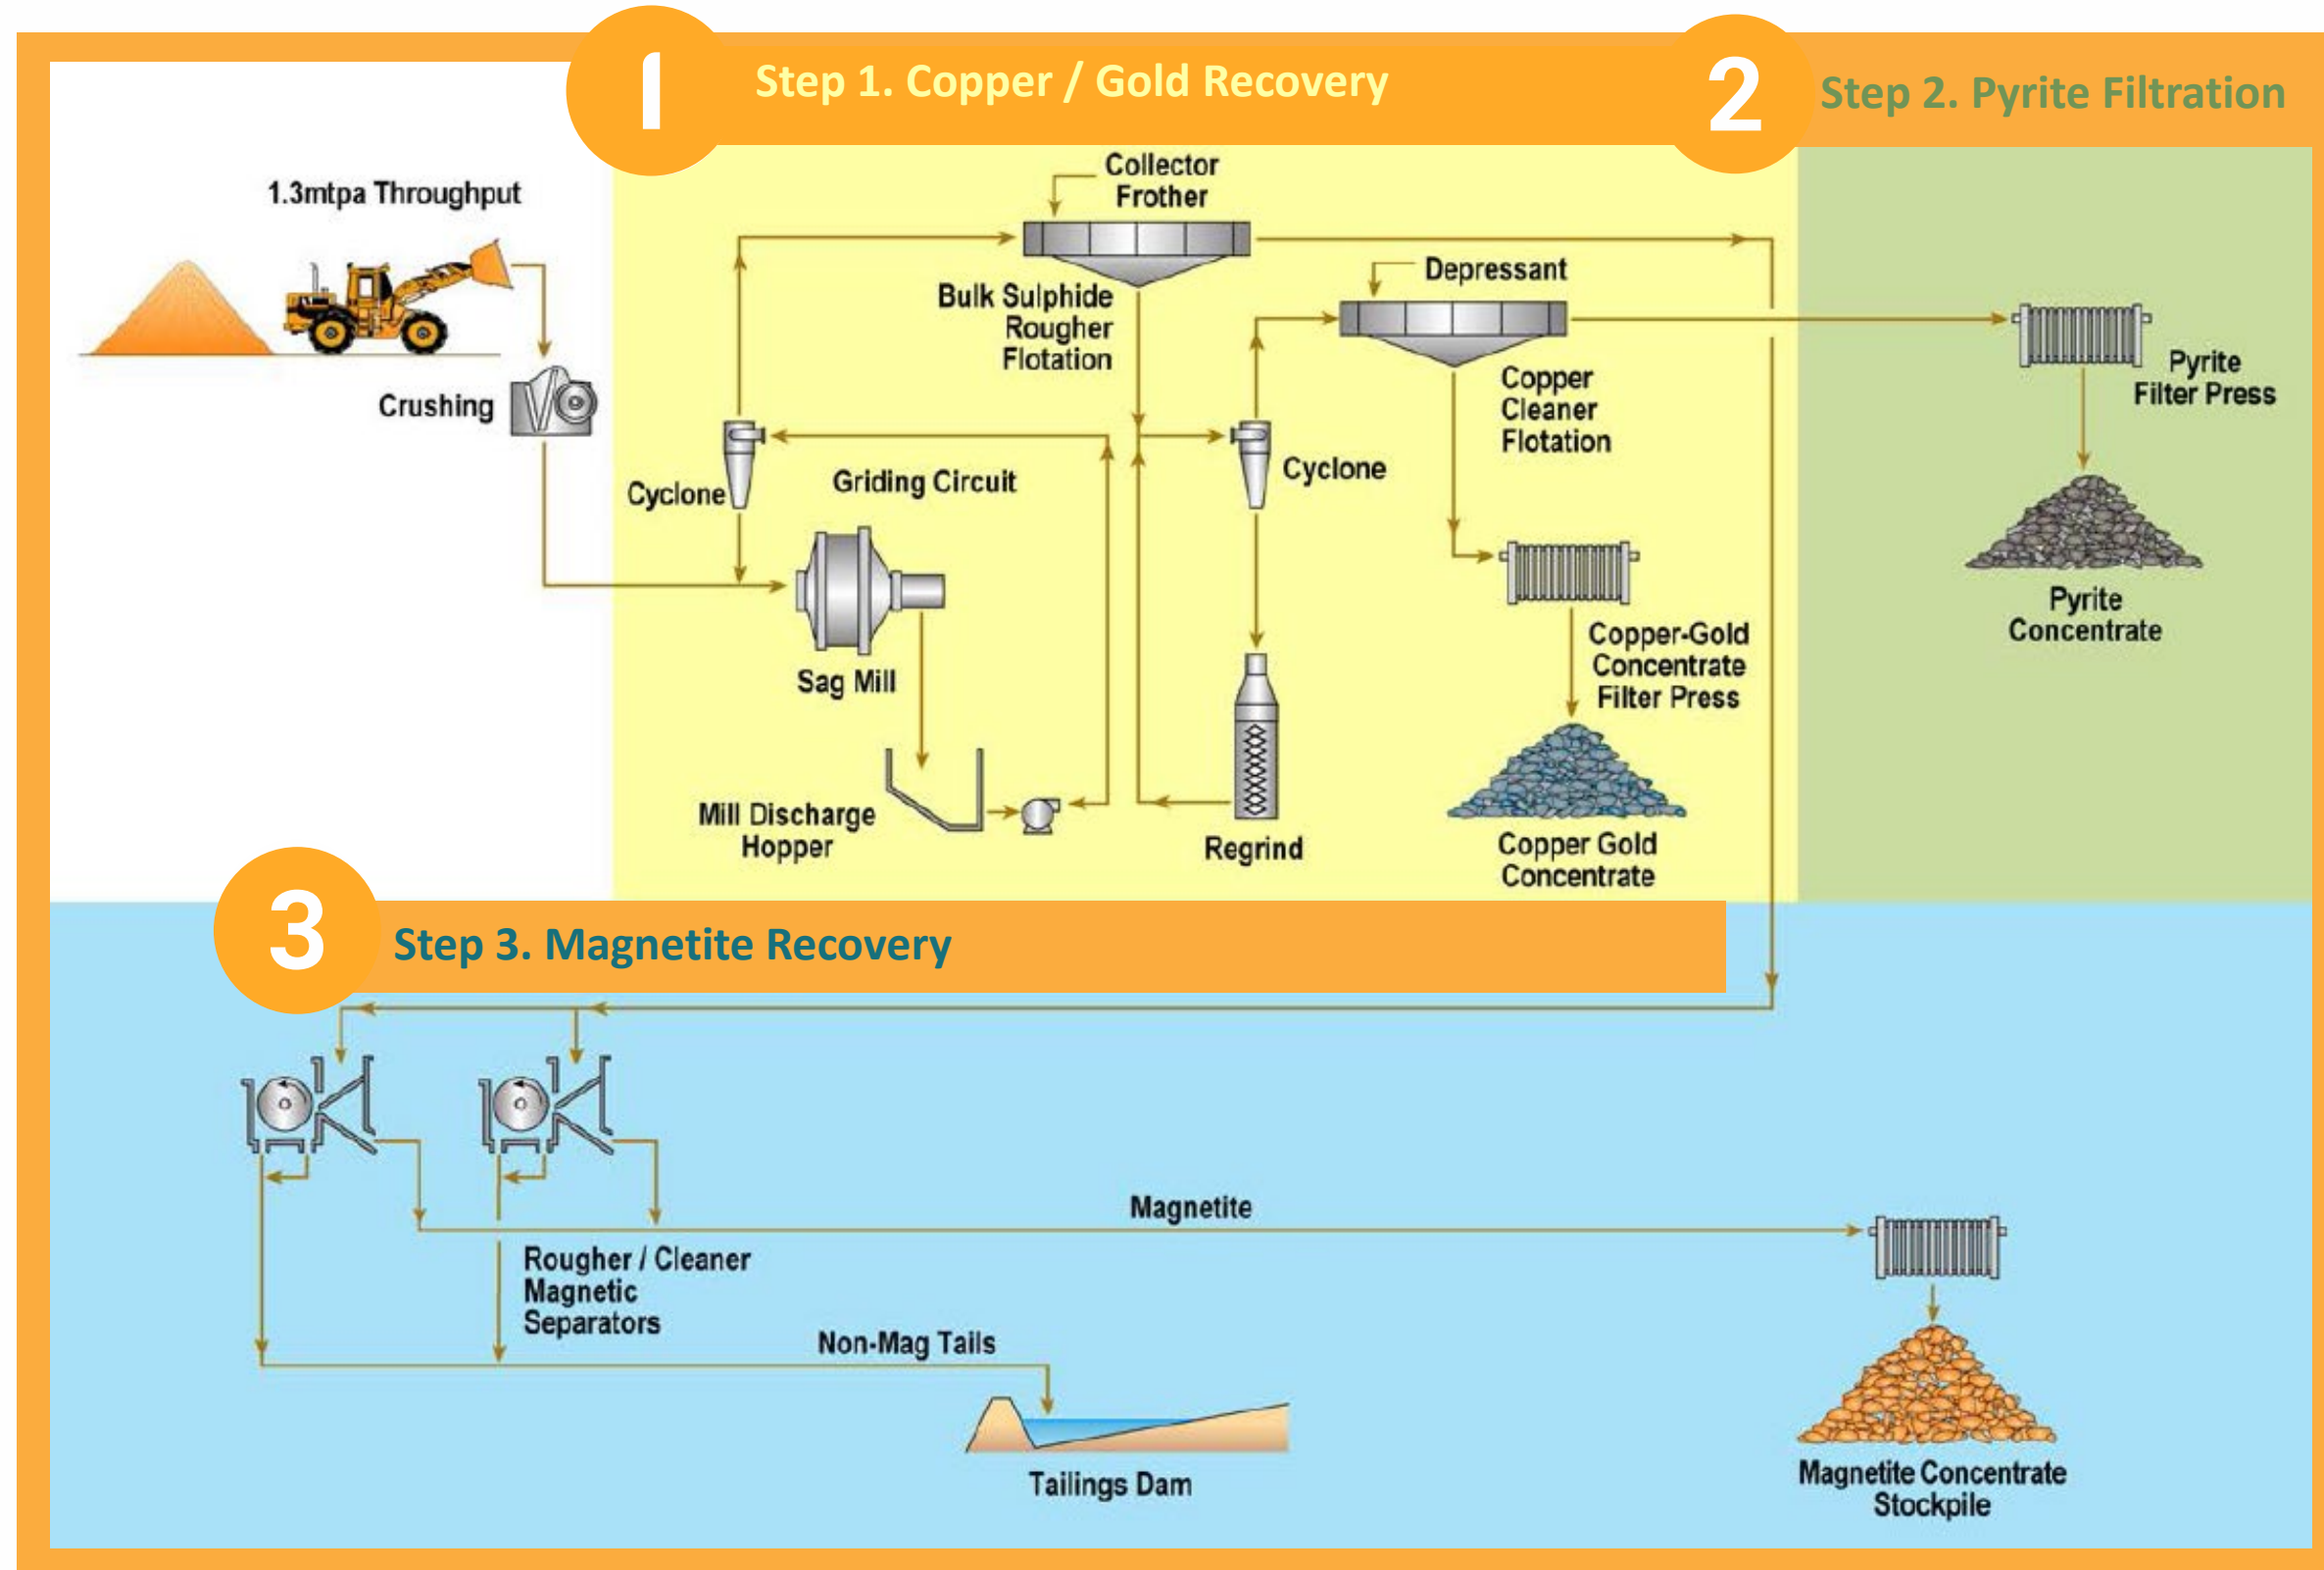 1
Step 1. Copper / Gold Recovery
2
Step 2. Pyrite Filtration
1.3mtpa Throughput
Crushing
Collector
Frother
Bulk Sulphide
Rougher
Flotation
Depressant
Copper
Cleaner
Flotation
Pyrite
Filter Press
Pyrite
Concentrate
Cyclone
Griding Circuit
Cyclone
Sag Mill
Copper-Gold
Concentrate
Filter Press
Mill Discharge
Hopper
Regrind
Copper Gold
Concentrate
3
Step 3. Magnetite Recovery
Magnetite
Rougher / Cleaner
Magnetic
Separators
Non-Mag Tails
Tailings Dam
Magnetite Concentrate
Stockpile